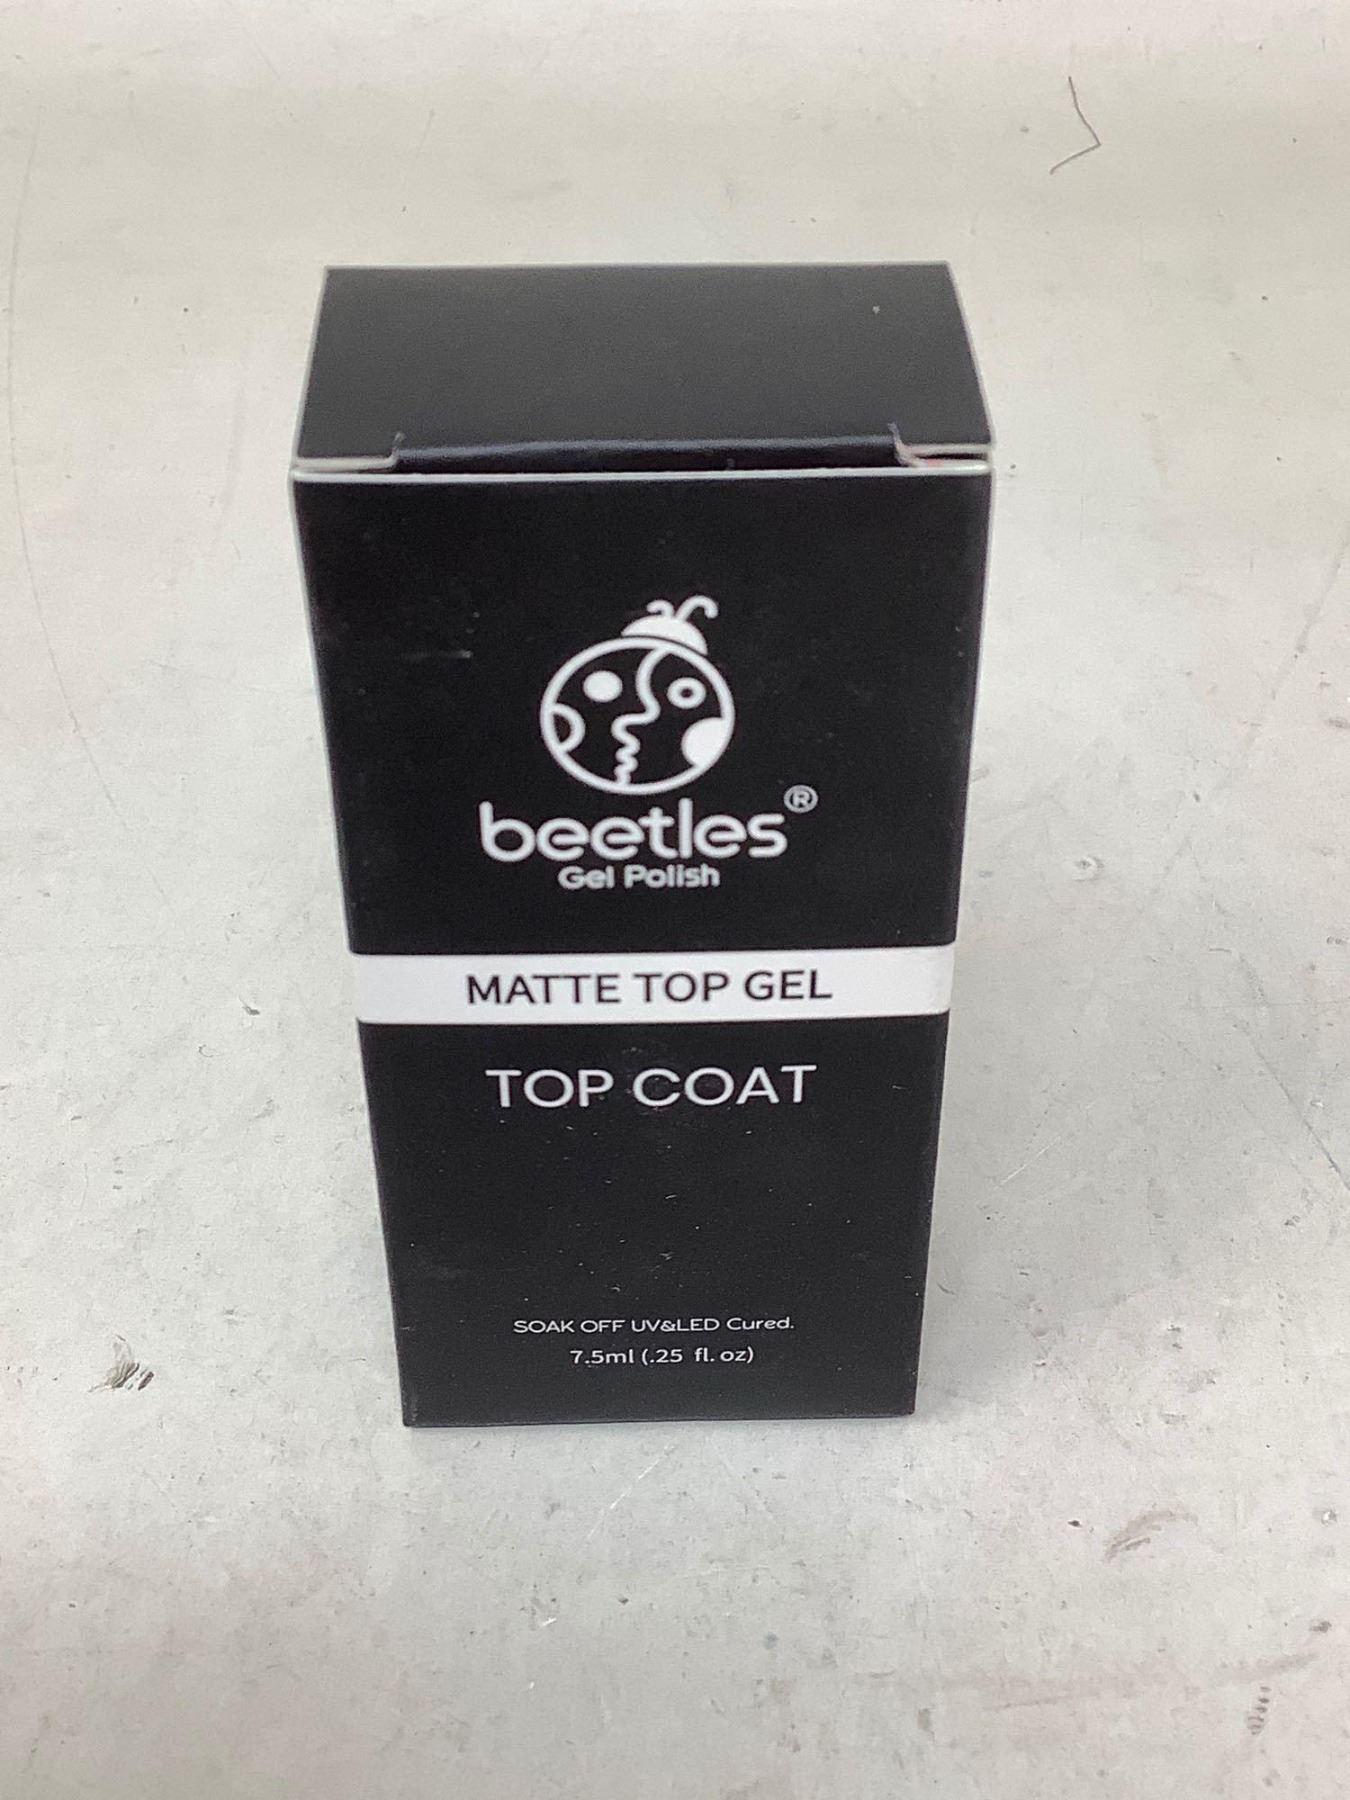 beetles®
Gel Polish
MATTE TOP GEL
TOP COAT
SOAK OFF UV&LED Cured.
7.5ml (.25 fl. oz)